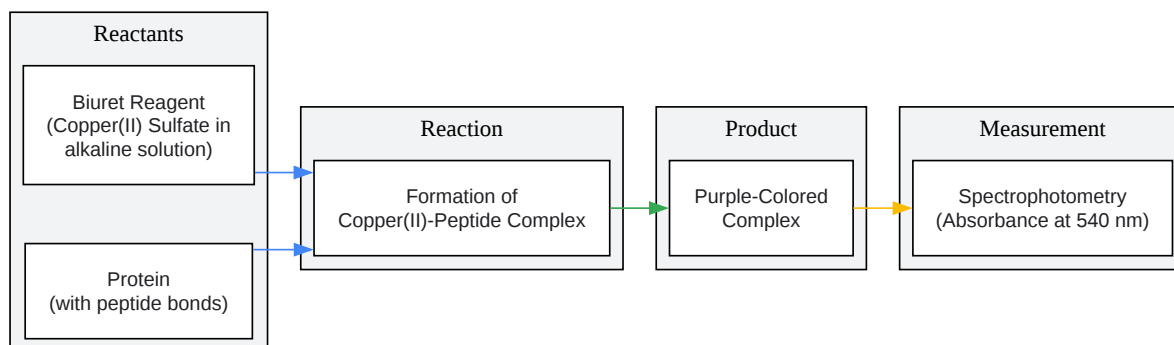 Reactants
Biuret Reagent
(Copper(II) Sulfate in
alkaline solution)
Protein
(with peptide bonds)
Reaction
Formation of
Copper(II)-Peptide Complex
Product
Purple-Colored
Complex
Measurement
Spectrophotometry
(Absorbance at 540 nm)